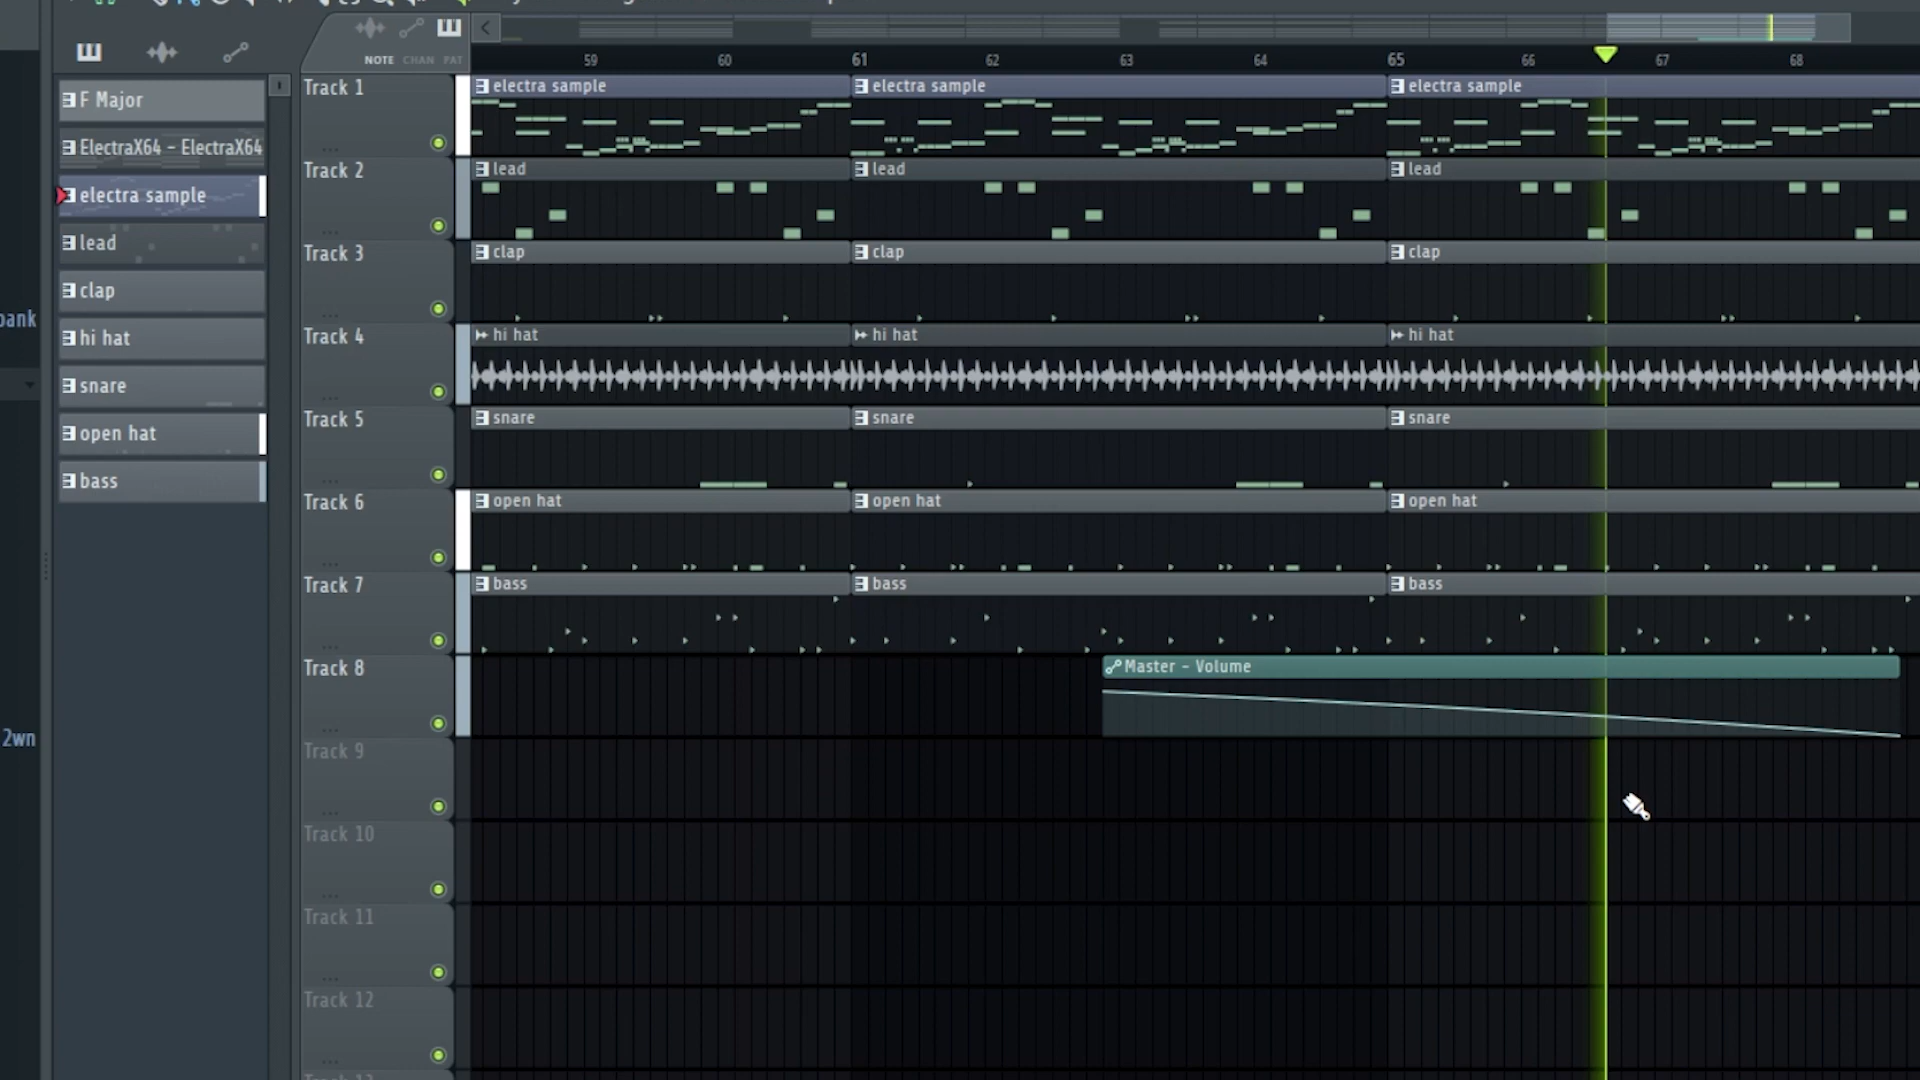 NOTE CHAN PAT
59 60 61 62 63 64 65 66 67 68
F Major
ElectraX64 - ElectraX64
electra sample
lead
clap
hi hat
snare
open hat
bass
bank
2wn
Track 1
electra sample electra sample electra sample
Track 2
lead lead lead
Track 3
clap clap clap
Track 4
hi hat hi hat hi hat
Track 5
snare snare snare
Track 6
open hat open hat open hat
Track 7
bass bass bass
Track 8
Master - Volume
Track 9
Track 10
Track 11
Track 12